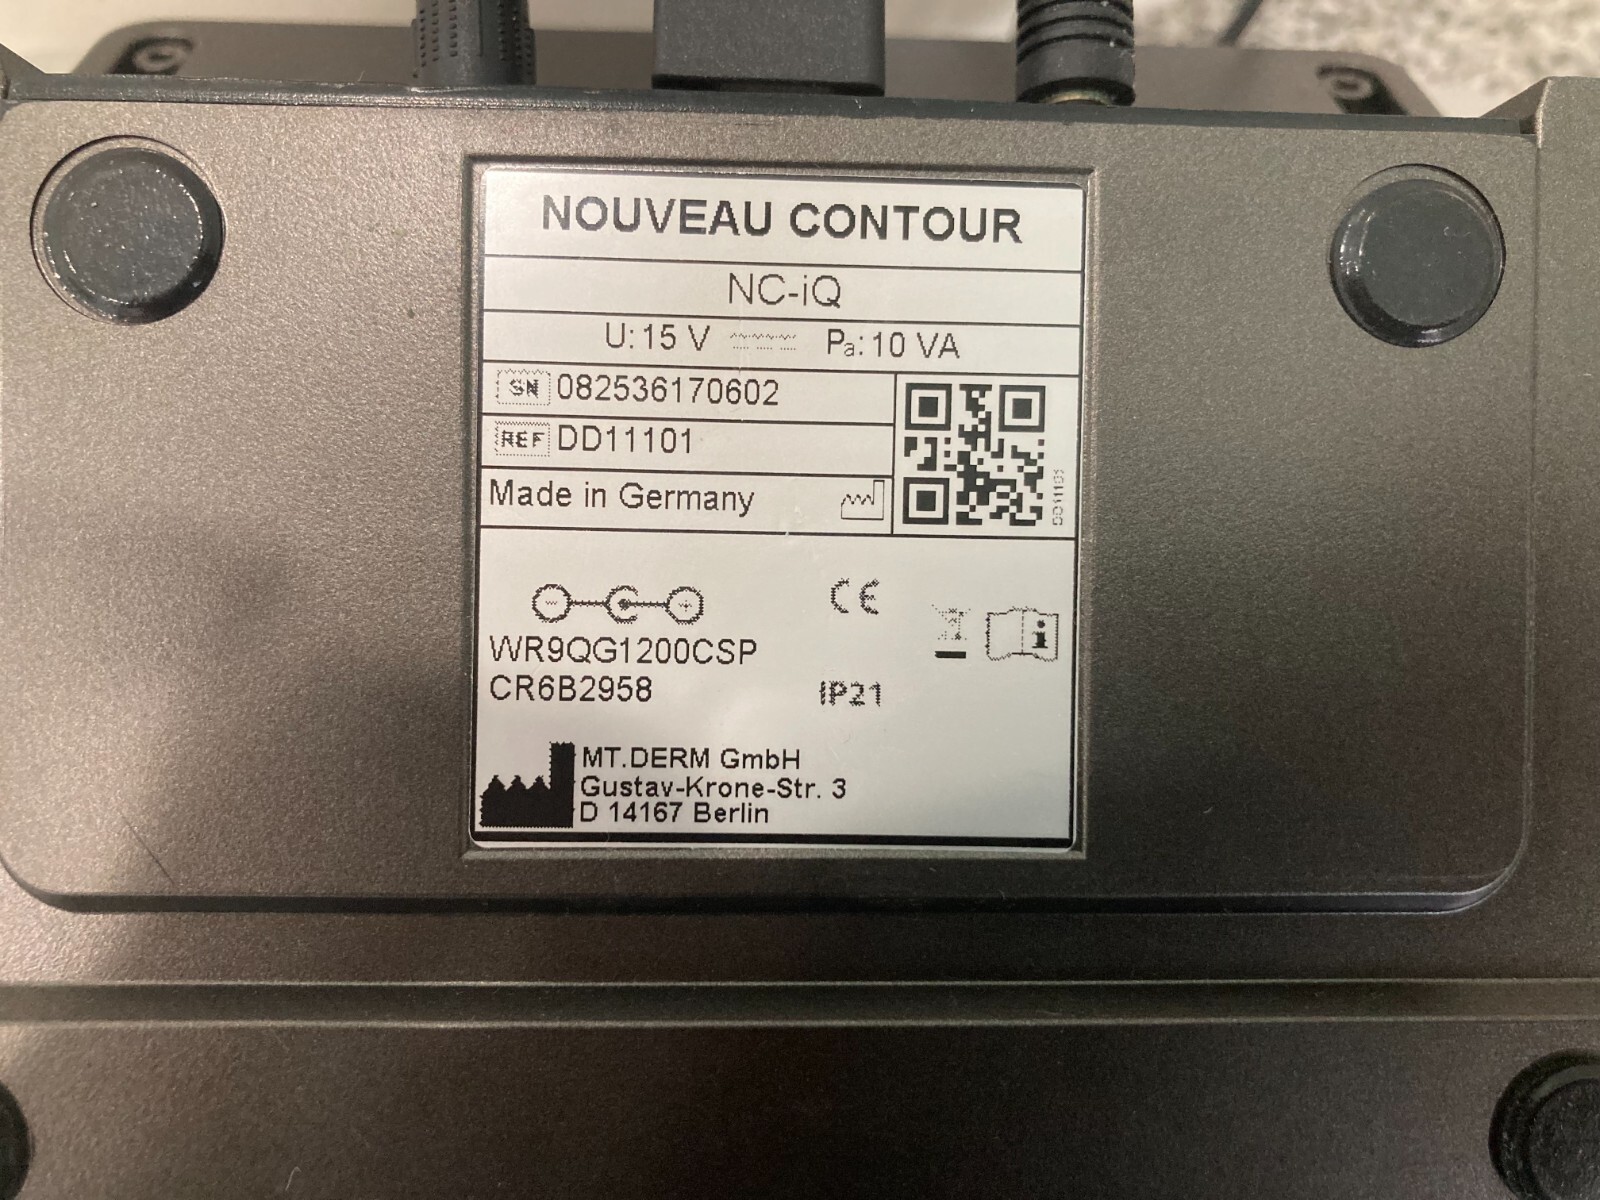 NOUVEAU CONTOUR
NC-iQ
U: 15 V Pa: 10 VA
SN 082536170602
REF DD11101
DD11101
Made in Germany
CE
WR9QG1200CSP
CR6B2958
IP21
MT.DERM GmbH
Gustav-Krone-Str. 3
D 14167 Berlin